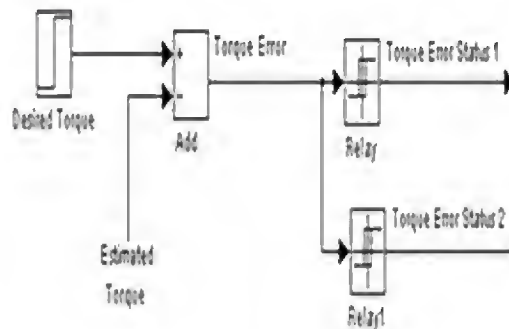 Torque Error
Torque Error Status 1
Desired Torque
Add
Relay
Torque Error Status 2
Estimated
Torque
Relay1